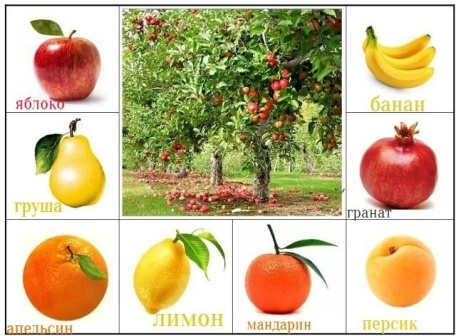 яблоко
банан
груша
гранат
апельсин
лимон
мандарин
персик